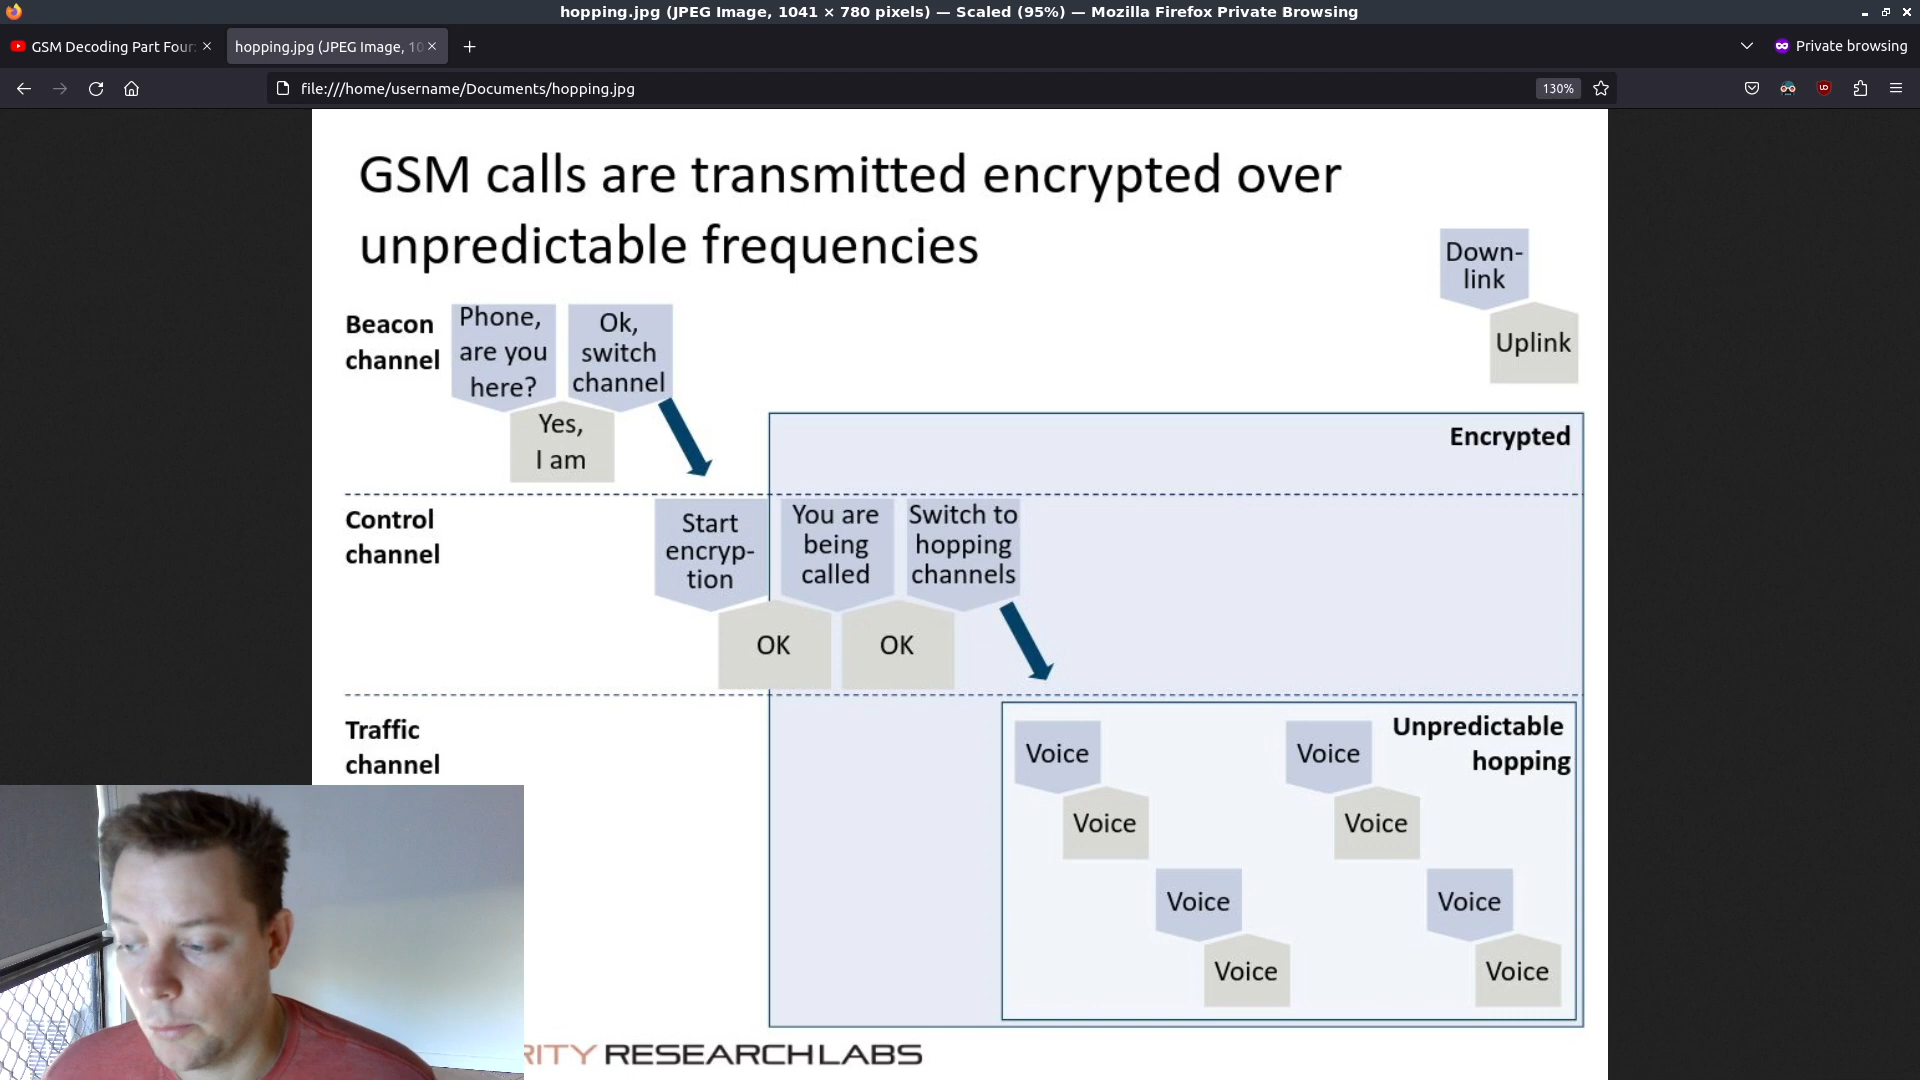 hopping.jpg (JPEG Image, 1041 × 780 pixels) — Scaled (95%) — Mozilla Firefox Private Browsing
GSM Decoding Part Four:
hopping.jpg (JPEG Image, 10
Private browsing
file:///home/username/Documents/hopping.jpg
130%
GSM calls are transmitted encrypted over
unpredictable frequencies
Down-
link
Uplink
Beacon
channel
Phone,
are you
here?
Ok,
switch
channel
Yes,
I am
Encrypted
Control
channel
Start
encryp-
tion
You are
being
called
Switch to
hopping
channels
OK
OK
Traffic
channel
Unpredictable
hopping
Voice
Voice
Voice
Voice
Voice
Voice
Voice
Voice
RITY RESEARCH LABS